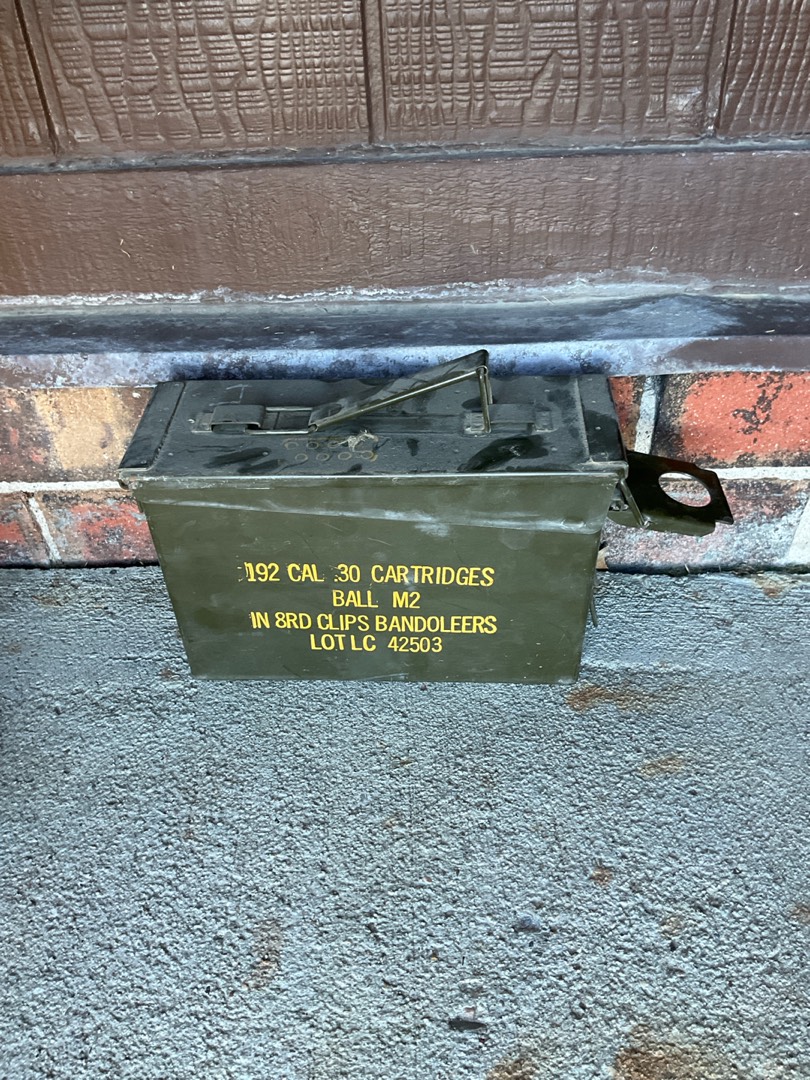 192 CAL .30 CARTRIDGES
BALL M2
IN 8RD CLIPS BANDOLEERS
LOT LC 42503